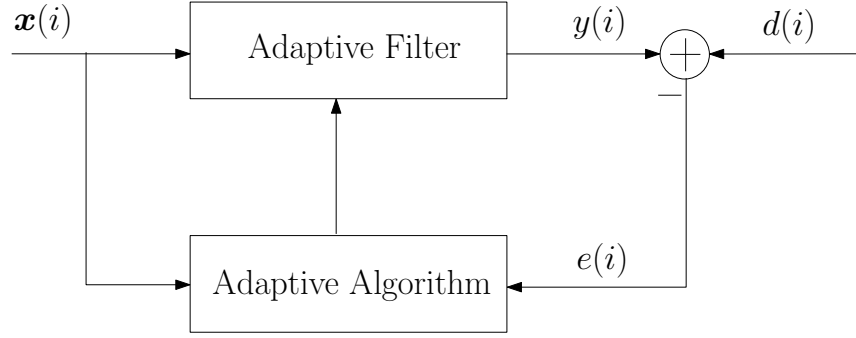 x(i)
Adaptive Filter
y(i)
d(i)
+
−
Adaptive Algorithm
e(i)